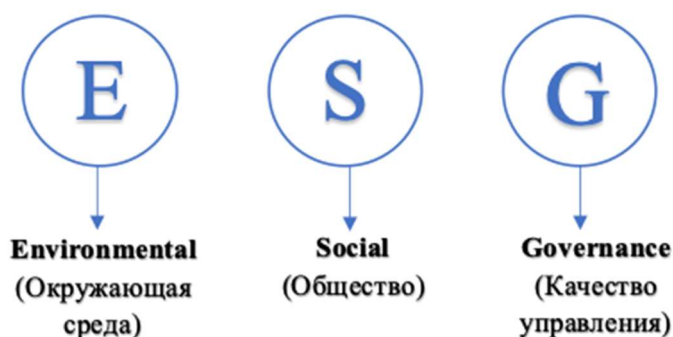 E S G
Environmental Social Governance
(Окружающая (Общество) (Качество
среда) управления)